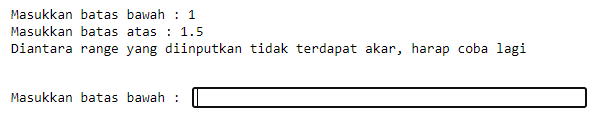 Masukkan batas bawah : 1
Masukkan batas atas : 1.5
Diantara range yang diinputkan tidak terdapat akar, harap coba lagi
Masukkan batas bawah :